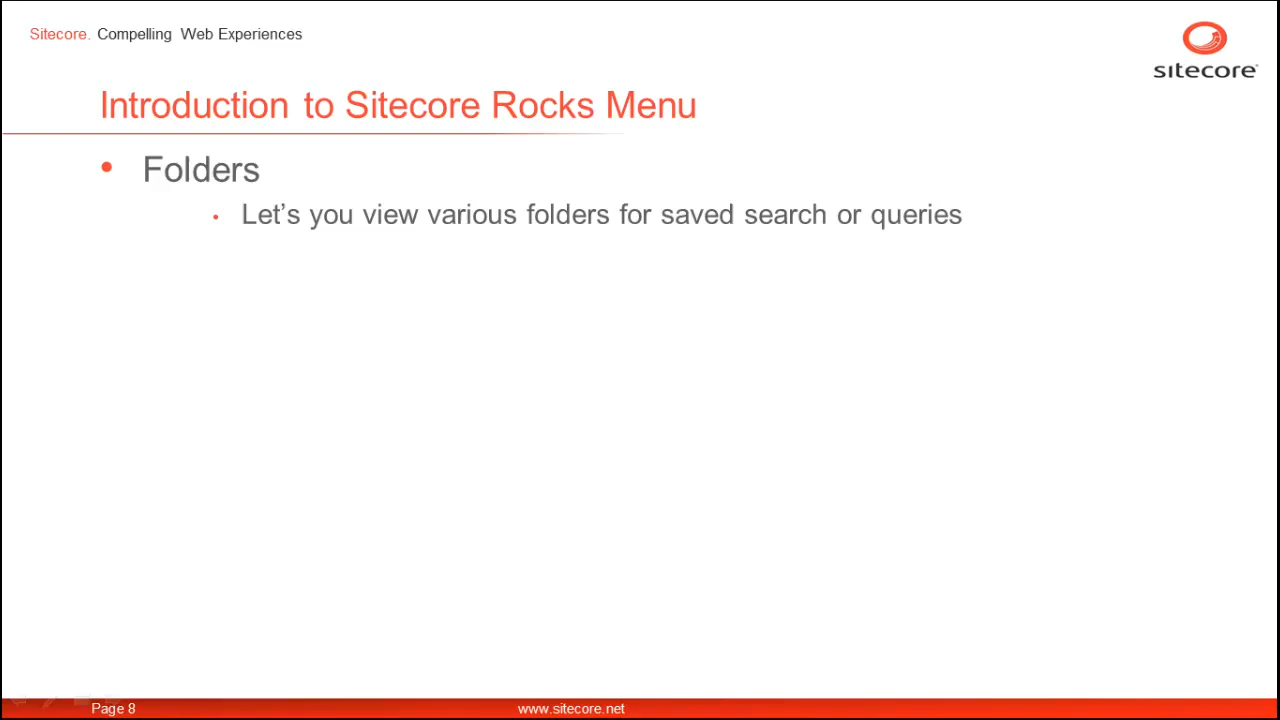 Sitecore. Compelling Web Experiences
sitecore
Introduction to Sitecore Rocks Menu
• Folders
• Let’s you view various folders for saved search or queries
Page 8
www.sitecore.net